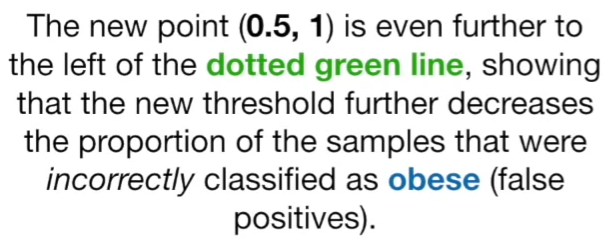 The new point (0.5, 1) is even further to
the left of the dotted green line, showing
that the new threshold further decreases
the proportion of the samples that were
incorrectly classified as obese (false
positives).